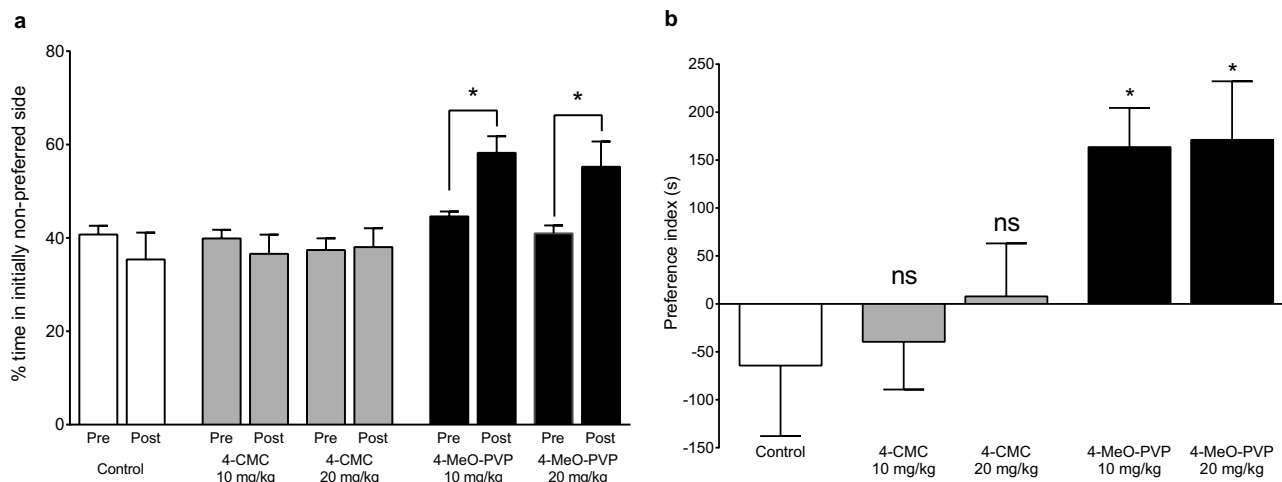 a
% time in initially non-preferred side
80
60
40
20
0
*
*
Pre Post Pre Post Pre Post Pre Post Pre Post
Control
4-CMC
10 mg/kg
4-CMC
20 mg/kg
4-MeO-PVP
10 mg/kg
4-MeO-PVP
20 mg/kg
b
Preference index (s)
250
200
150
100
50
0
-50
-100
-150
ns
ns
*
*
Control
4-CMC
10 mg/kg
4-CMC
20 mg/kg
4-MeO-PVP
10 mg/kg
4-MeO-PVP
20 mg/kg